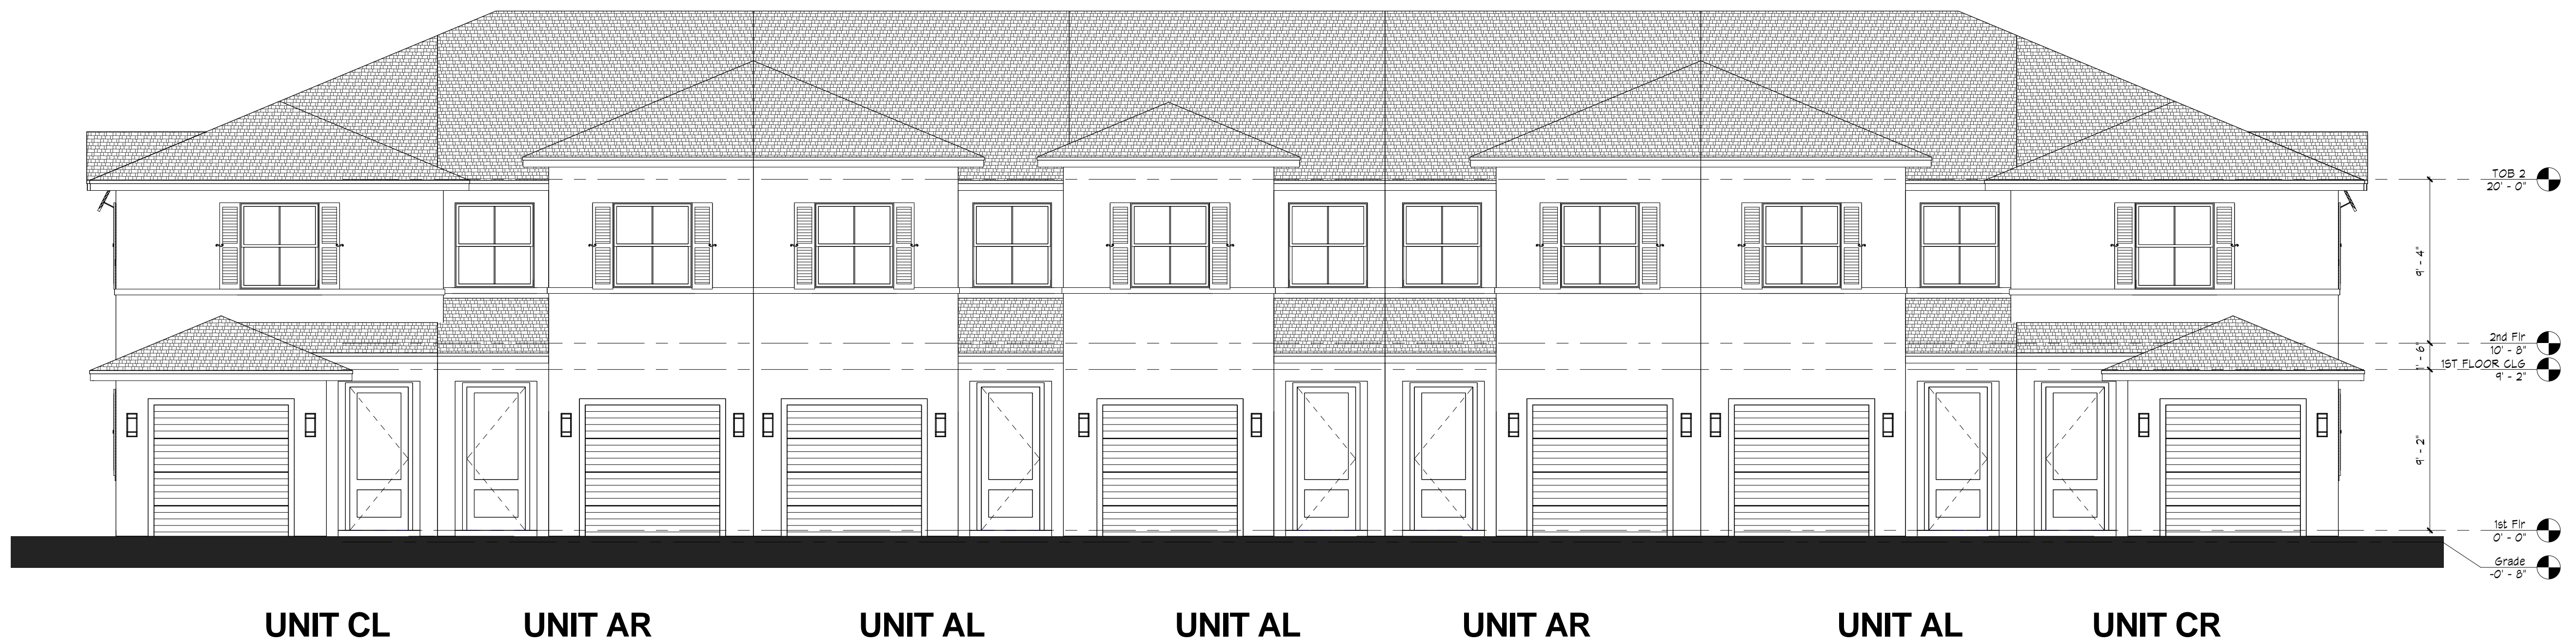 TOB 2
20' - 0"
9' - 4"
2nd Flr
10' - 8"
1' - 6"
1ST FLOOR CLG
9' - 2"
9' - 2"
1st Flr
0' - 0"
Grade
-0' - 8"
UNIT CL UNIT AR UNIT AL UNIT AL UNIT AR UNIT AL UNIT CR